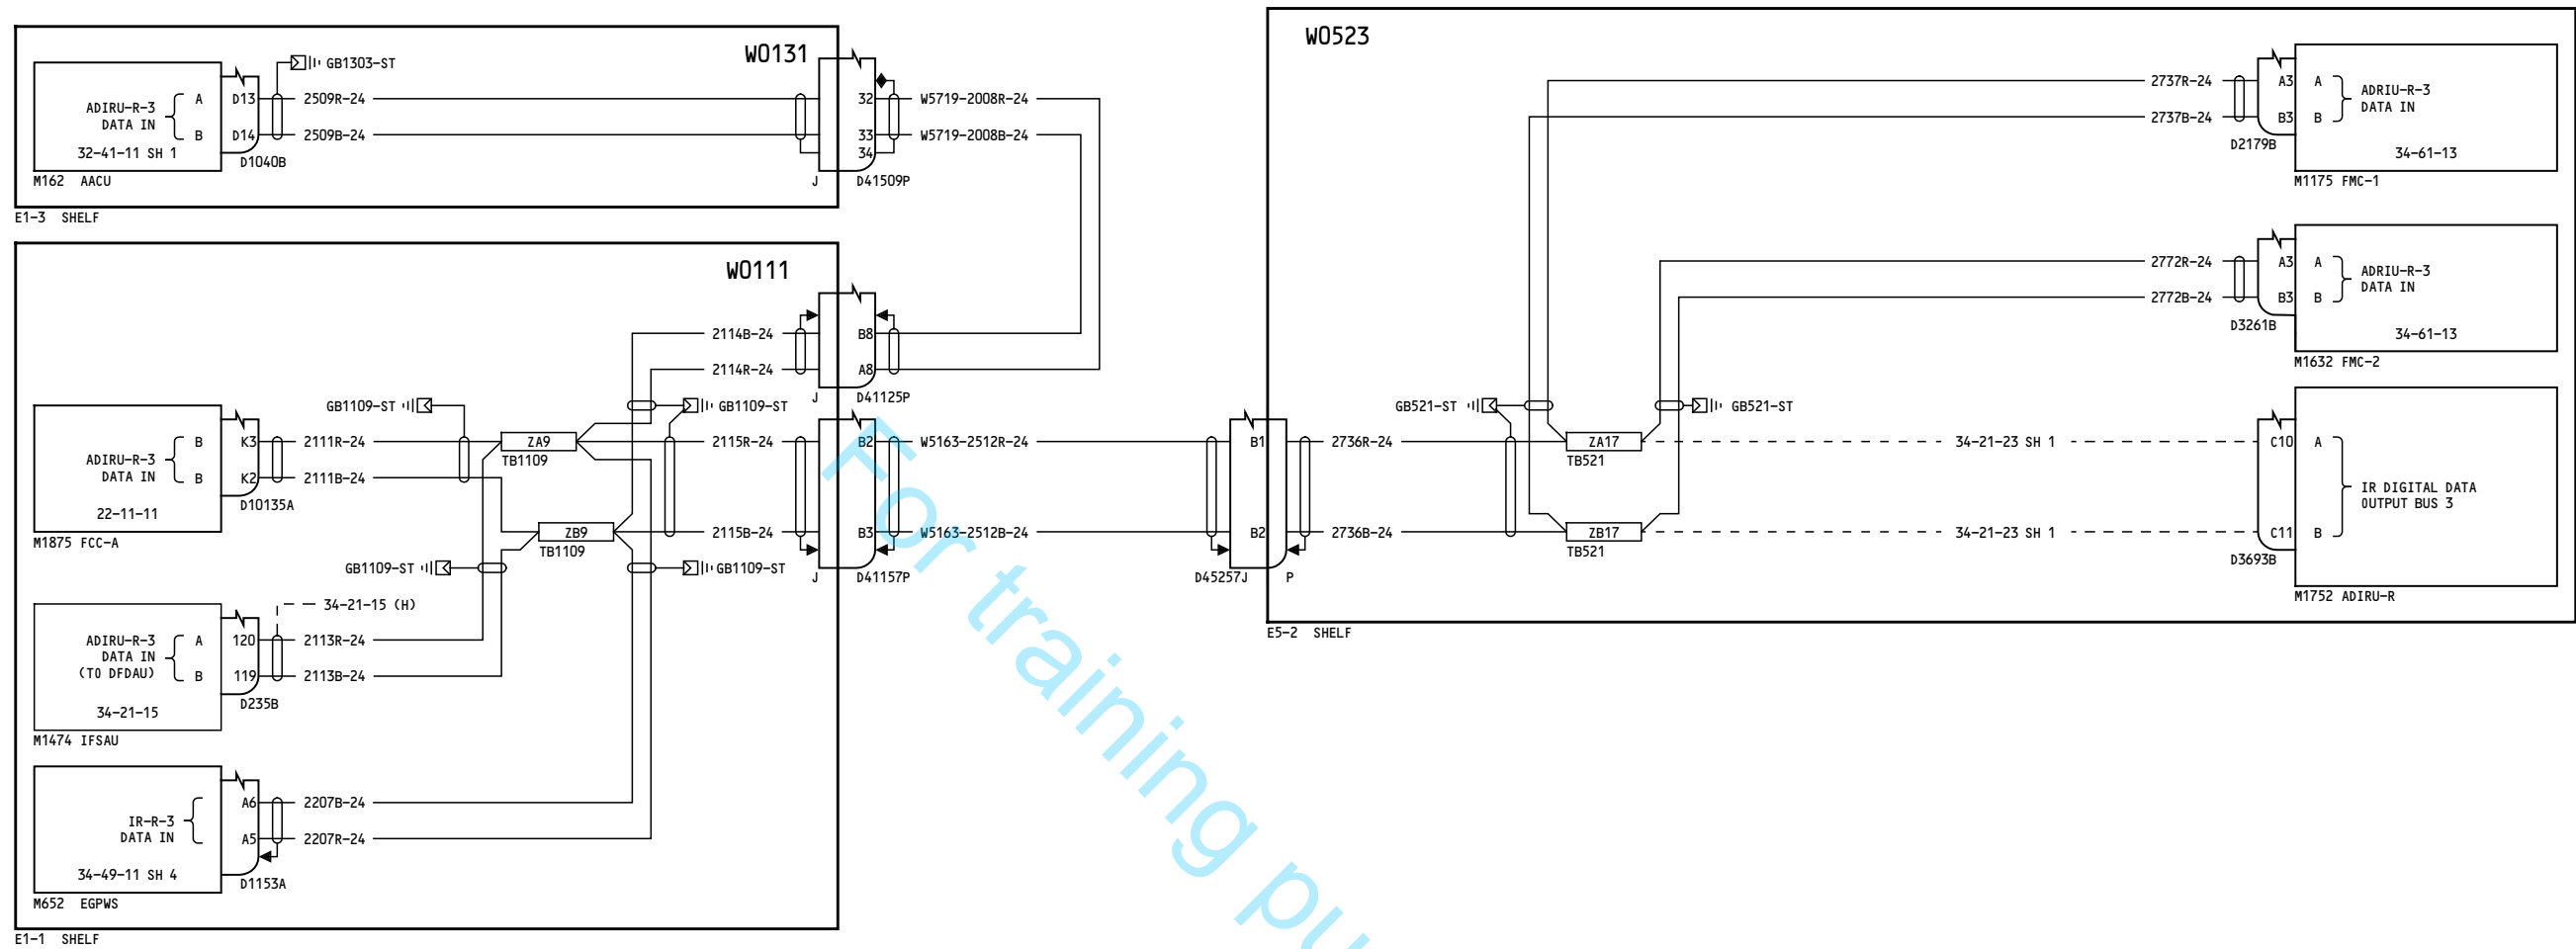 W0131
GB1303-ST
ADIRU-R-3
DATA IN
A
B
32-41-11 SH 1
D13
D14
D1040B
M162 AACU
2509R-24
2509B-24
32
33
34
J
D41509P
W5719-2008R-24
W5719-2008B-24
E1-3 SHELF
W0111
2114B-24
2114R-24
B8
A8
J
D41125P
GB1109-ST
GB1109-ST
ADIRU-R-3
DATA IN
B
B
22-11-11
K3
K2
D10135A
M1875 FCC-A
2111R-24
2111B-24
ZA9
TB1109
ZB9
TB1109
2115R-24
2115B-24
B2
B3
J
D41157P
W5163-2512R-24
W5163-2512B-24
GB1109-ST
GB1109-ST
34-21-15 (H)
ADIRU-R-3
DATA IN
(TO DFDAU)
A
B
34-21-15
120
119
D235B
M1474 IFSAU
2113R-24
2113B-24
IR-R-3
DATA IN
34-49-11 SH 4
A6
A5
D1153A
M652 EGPWS
2207B-24
2207R-24
E1-1 SHELF
W0523
2737R-24
2737B-24
A3
B3
D2179B
A
B
ADRIU-R-3
DATA IN
34-61-13
M1175 FMC-1
2772R-24
2772B-24
A3
B3
D3261B
A
B
ADRIU-R-3
DATA IN
34-61-13
M1632 FMC-2
GB521-ST
GB521-ST
B1
B2
D45257J
P
2736R-24
2736B-24
ZA17
TB521
ZB17
TB521
34-21-23 SH 1
34-21-23 SH 1
C10
C11
D3693B
A
B
IR DIGITAL DATA
OUTPUT BUS 3
M1752 ADIRU-R
E5-2 SHELF
For training pu